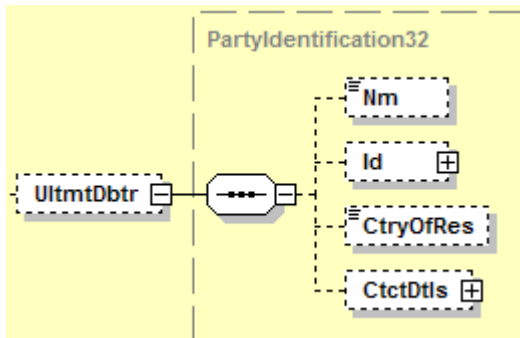 PartyIdentification32
Nm
Id
UltmtDbtr
CtryOfRes
CtctDtls